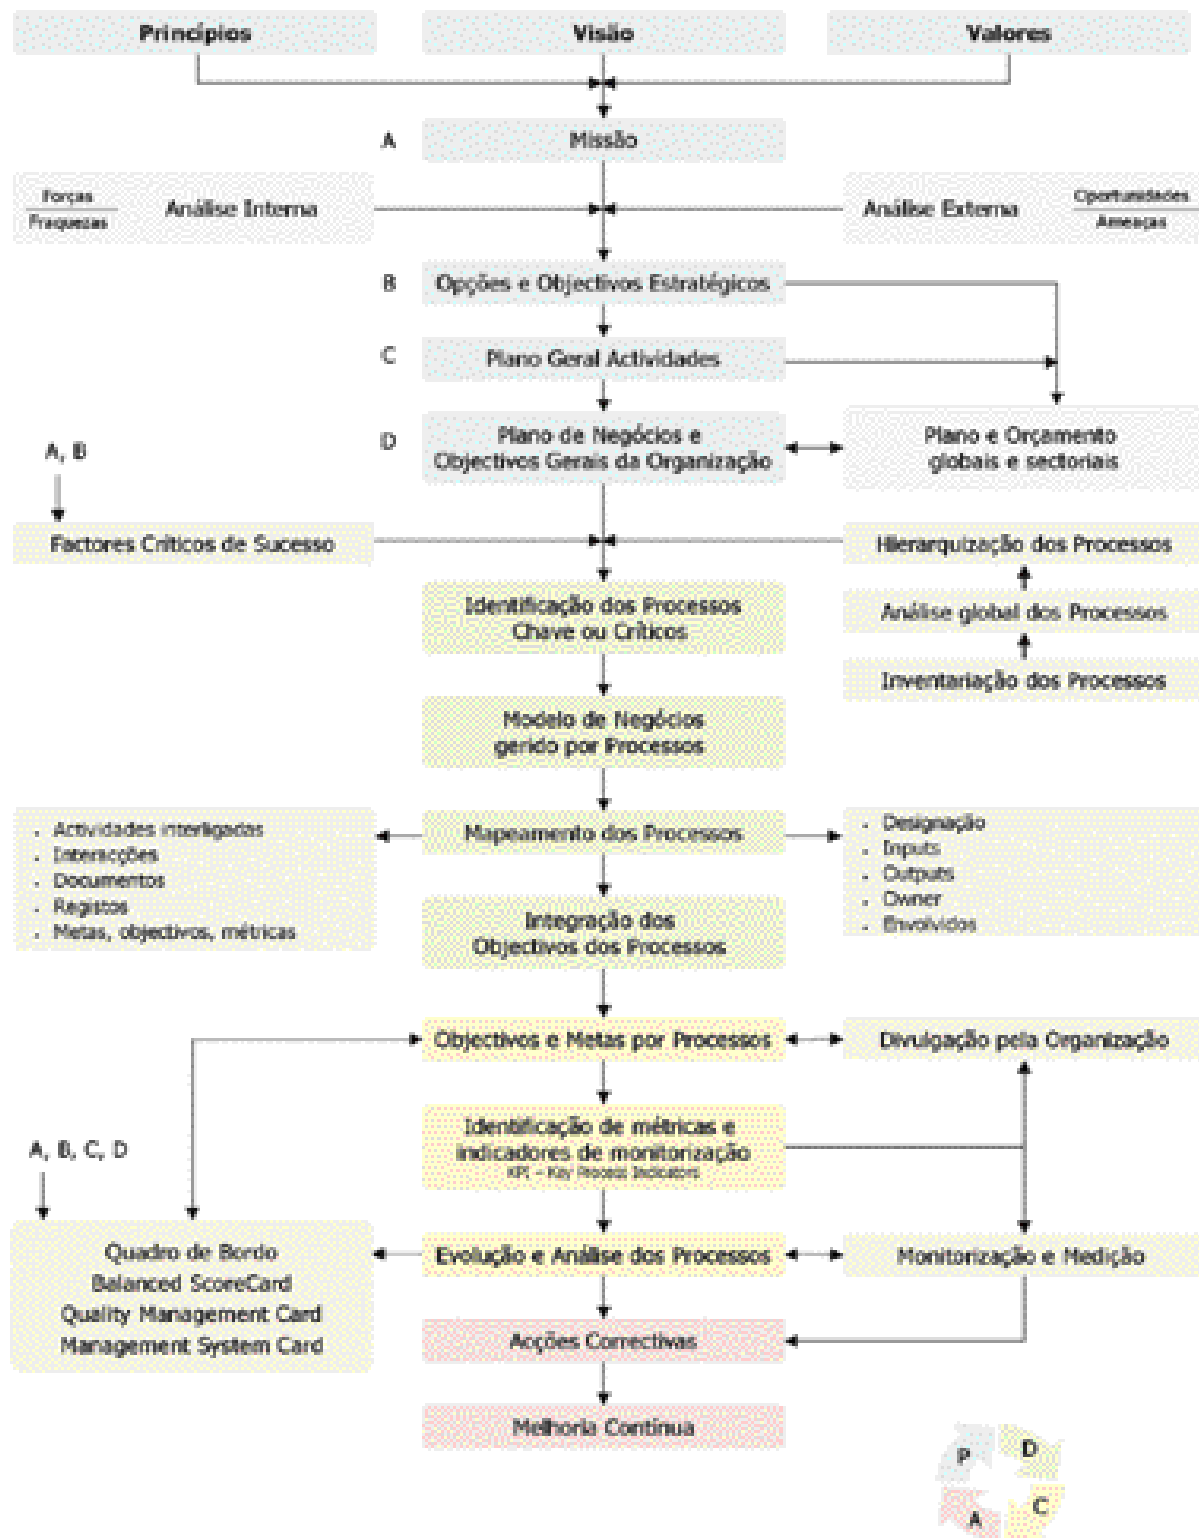 Princípios
Visão
Valores
A
Missão
Forças
Fraquezas
Análise Interna
Análise Externa
Oportunidades
Ameaças
B
Opções e Objectivos Estratégicos
C
Plano Geral Actividades
D
Plano de Negócios e
Objectivos Gerais da Organização
Plano e Orçamento
globais e sectoriais
A, B
Factores Críticos de Sucesso
Hierarquização dos Processos
Identificação dos Processos
Chave ou Críticos
Análise global dos Processos
Inventariação dos Processos
Modelo de Negócios
gerido por Processos
• Actividades interligadas
• Interacções
• Documentos
• Registos
• Metas, objectivos, métricas
Mapeamento dos Processos
• Designação
• Inputs
• Outputs
• Owner
• Envolvidos
Integração dos
Objectivos dos Processos
Objectivos e Metas por Processos
Divulgação pela Organização
Identificação de métricas e
indicadores de monitorização
KPI – Key Process Indicators
A, B, C, D
Quadro de Bordo
Balanced ScoreCard
Quality Management Card
Management System Card
Evolução e Análise dos Processos
Monitorização e Medição
Acções Correctivas
Melhoria Contínua
P
D
A
C